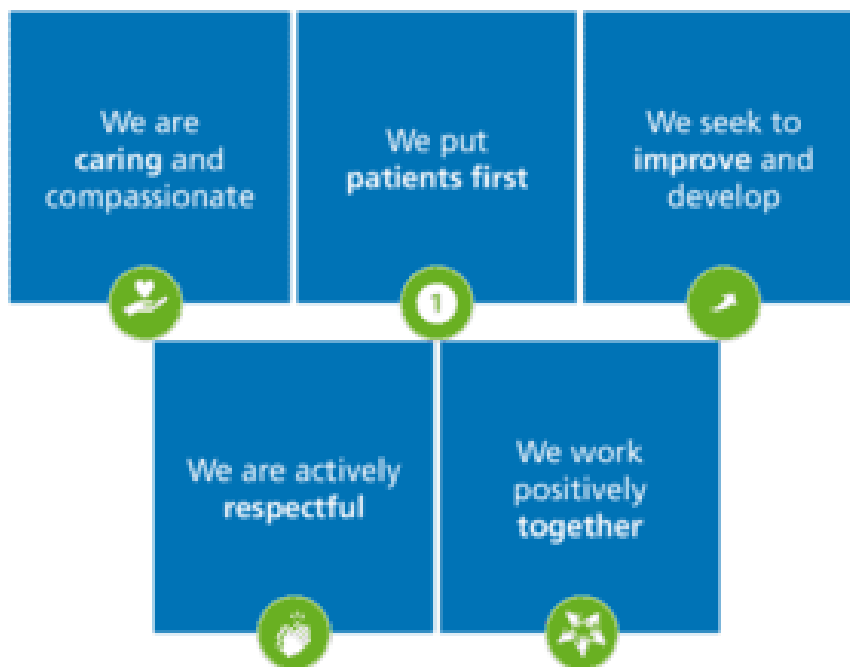 We are
caring and
compassionate
We put
patients first
We seek to
improve and
develop
1
We are actively
respectful
We work
positively
together